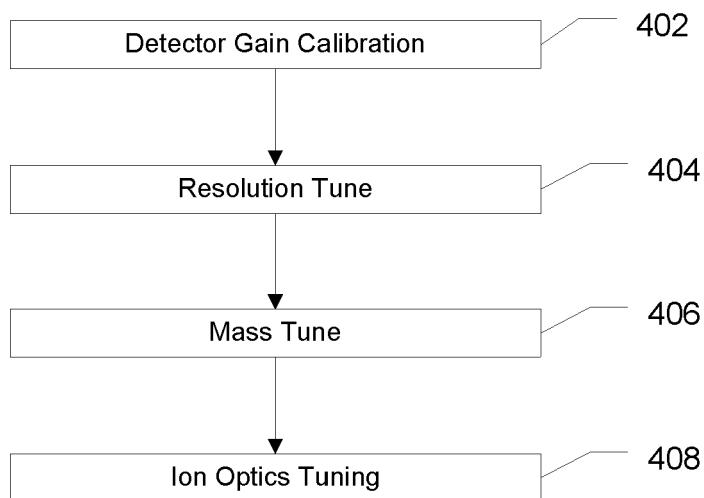 Detector Gain Calibration
402
Resolution Tune
404
Mass Tune
406
Ion Optics Tuning
408